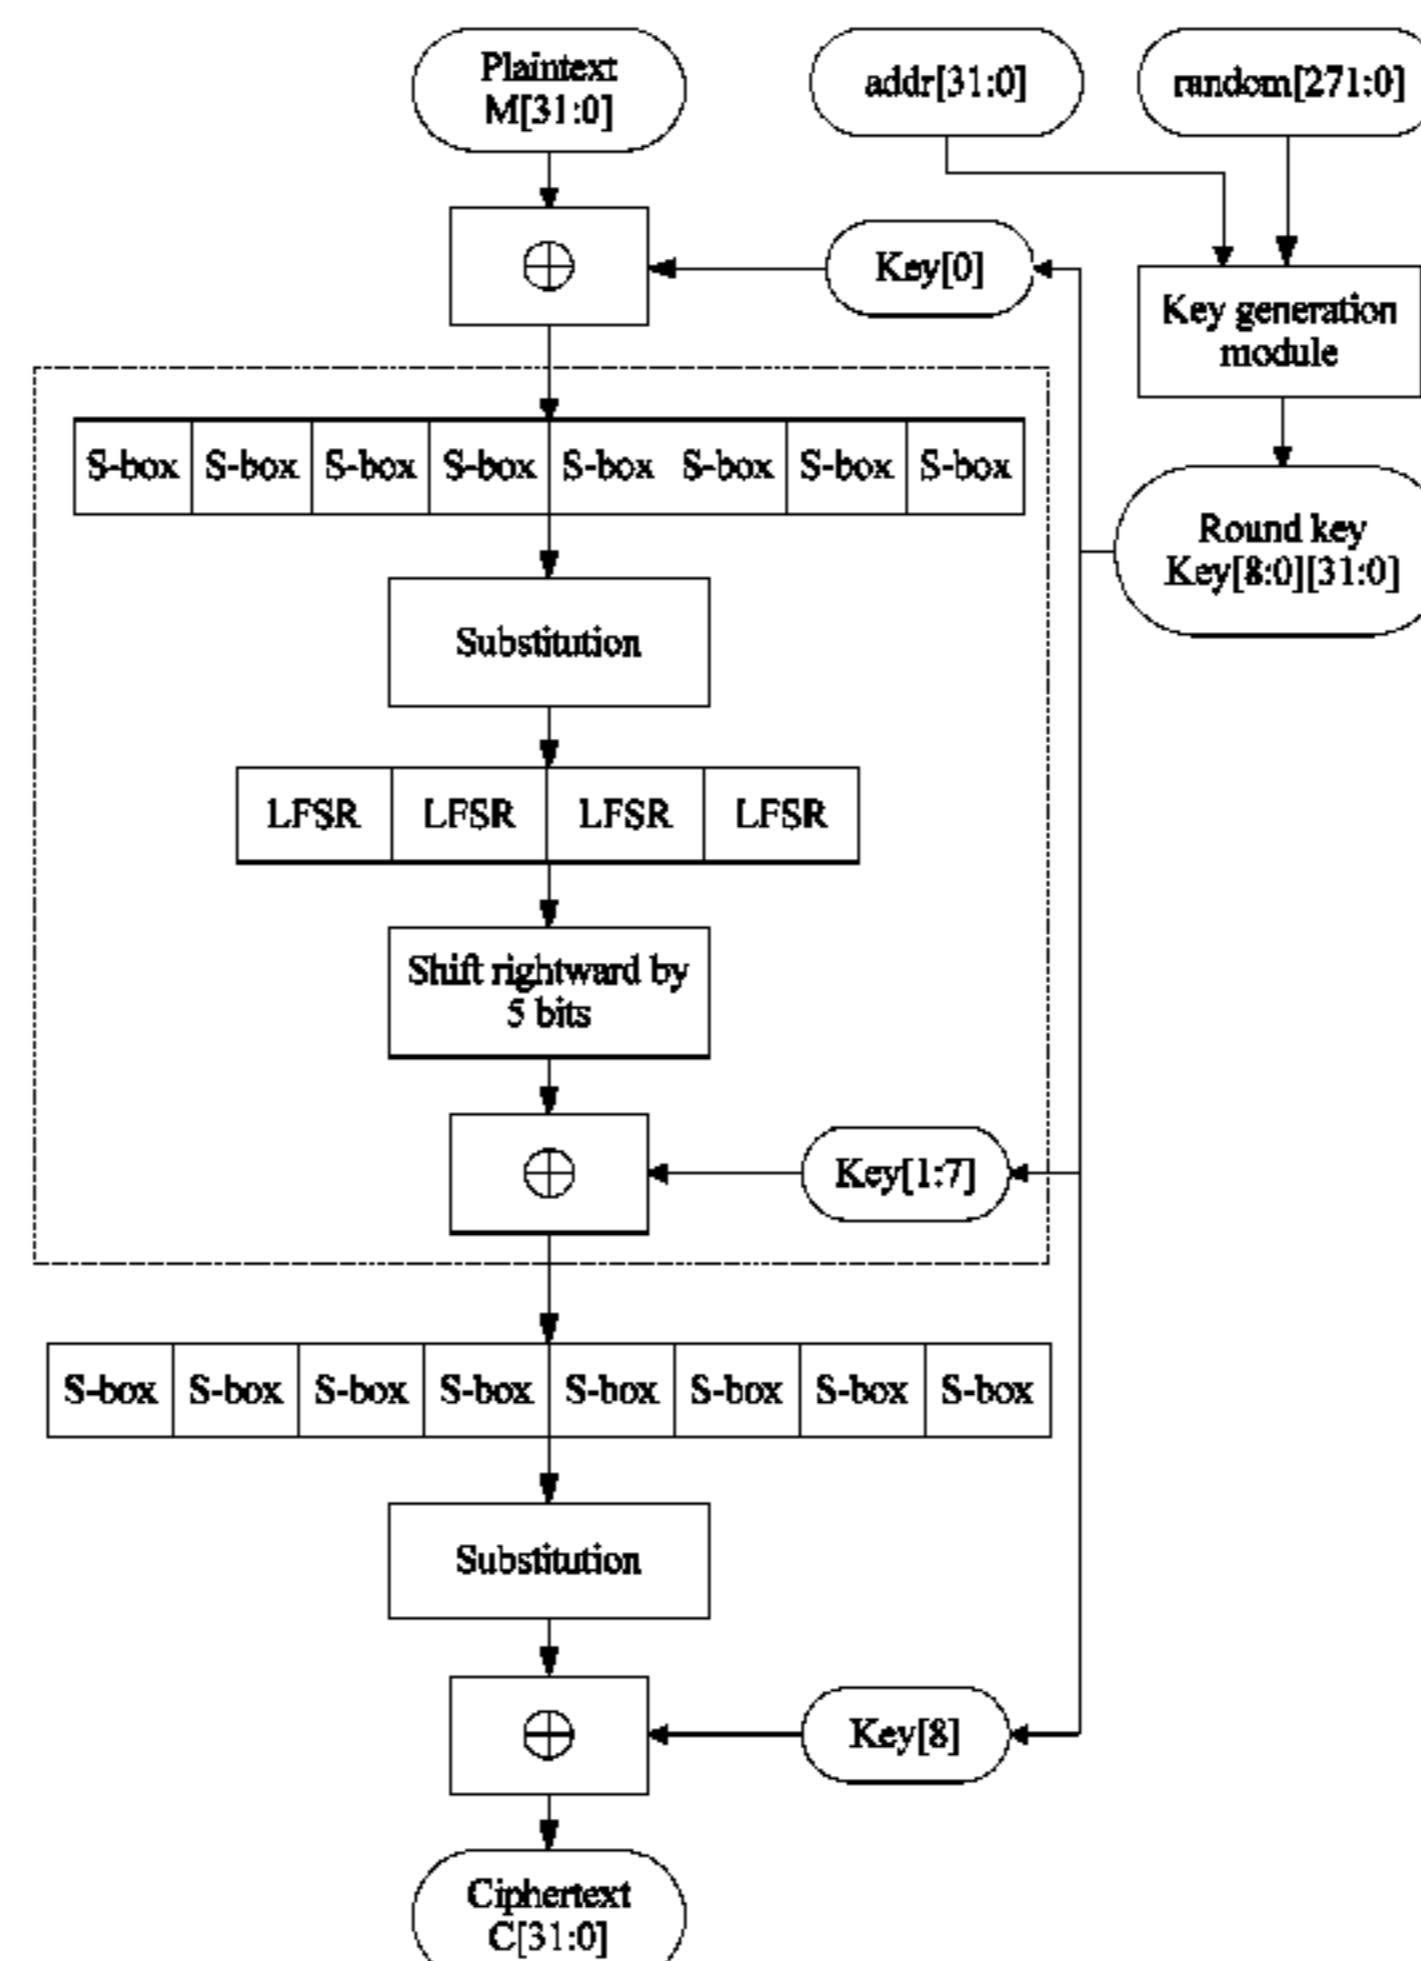 Plaintext
M[31:0]
addr[31:0]
random[271:0]
Key[0]
Key generation
module
S-box S-box S-box S-box S-box S-box S-box S-box
Round key
Key[8:0][31:0]
Substitution
LFSR LFSR LFSR LFSR
Shift rightward by
5 bits
Key[1:7]
S-box S-box S-box S-box S-box S-box S-box S-box
Substitution
Key[8]
Ciphertext
C[31:0]